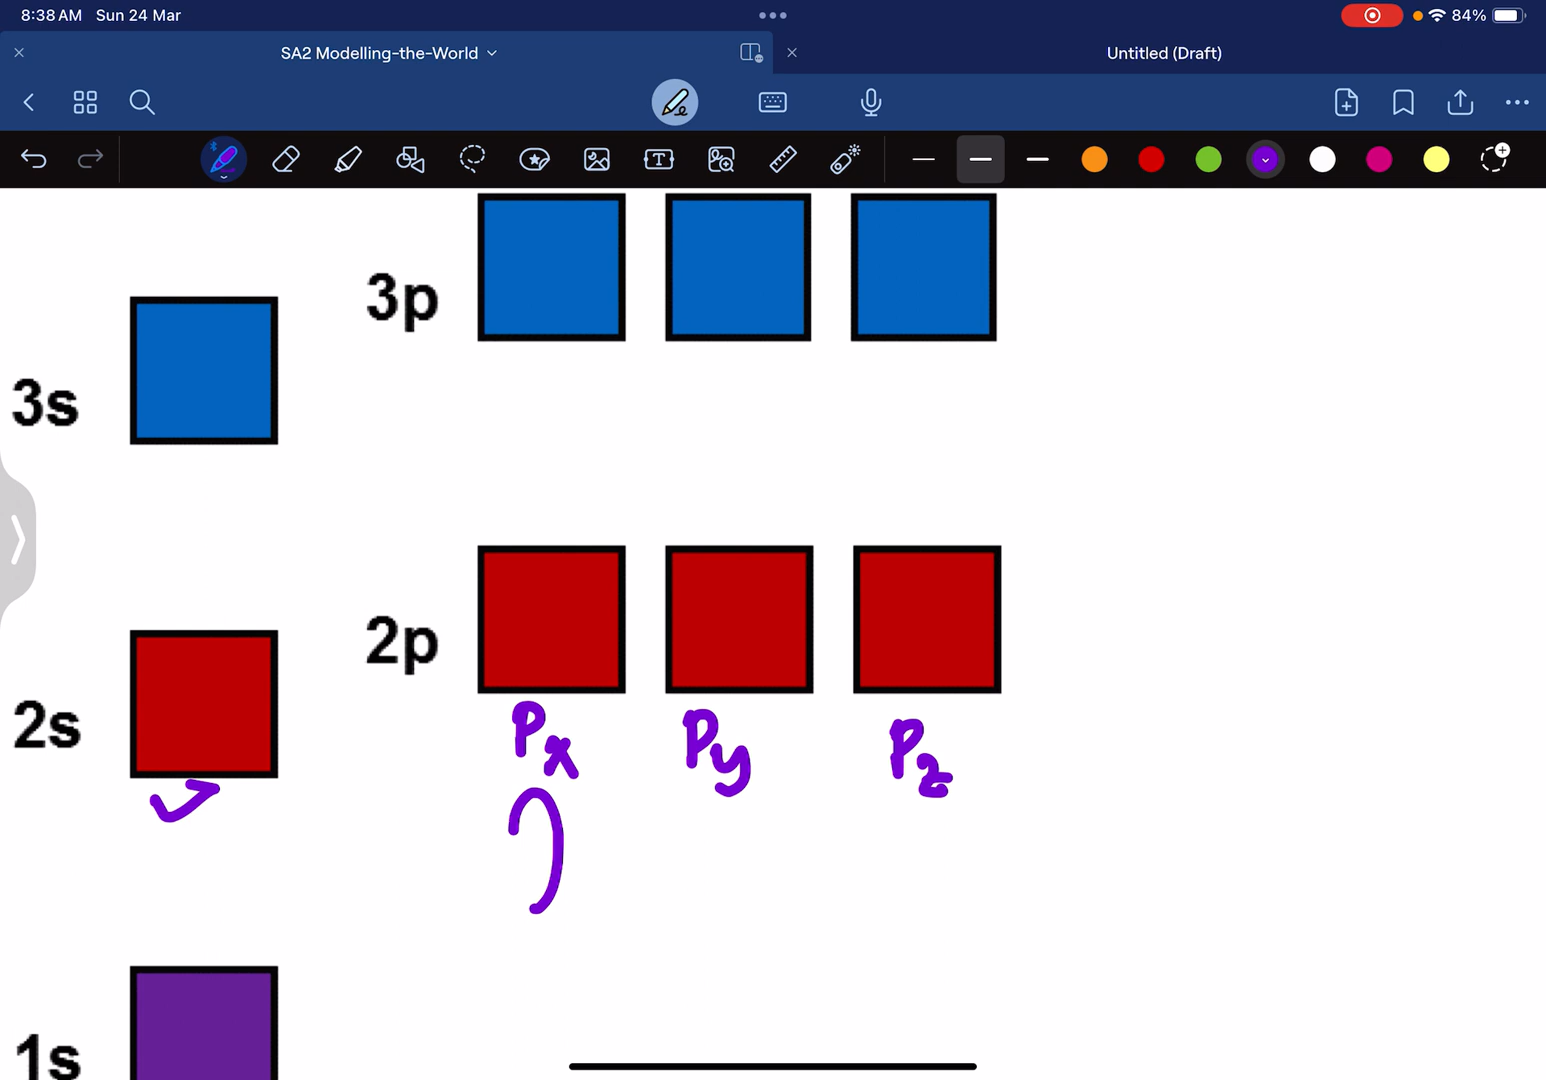 8:38 AM Sun 24 Mar
84%
SA2 Modelling-the-World
Untitled (Draft)
T
3p
3s
2p
2s
Px Py Pz
1s